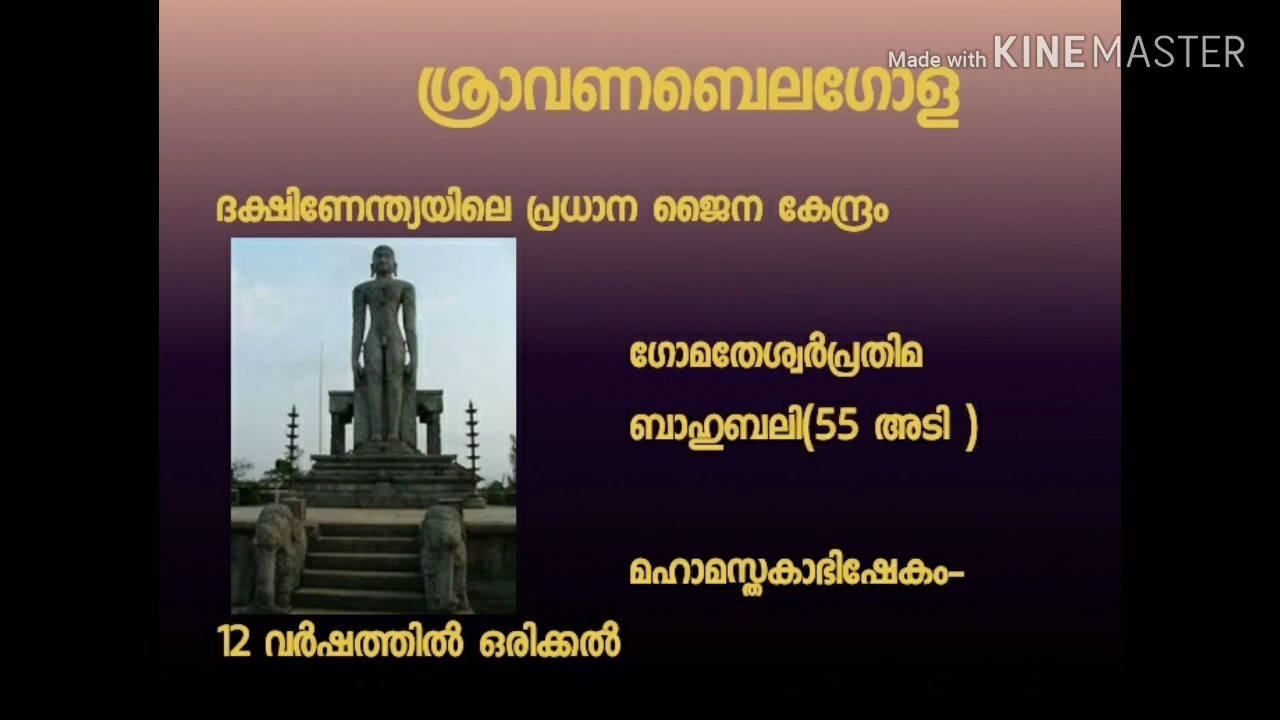 Made with KINEMASTER
ശ്രാവണബെലഗോള
ദക്ഷിണേന്ത്യയിലെ പ്രധാന ജൈന കേന്ദ്രം
ഗോമതേശ്വർപ്രതിമ
ബാഹുബലി(55 അടി )
മഹാമസ്തകാഭിഷേകം-
12 വർഷത്തിൽ ഒരിക്കൽ